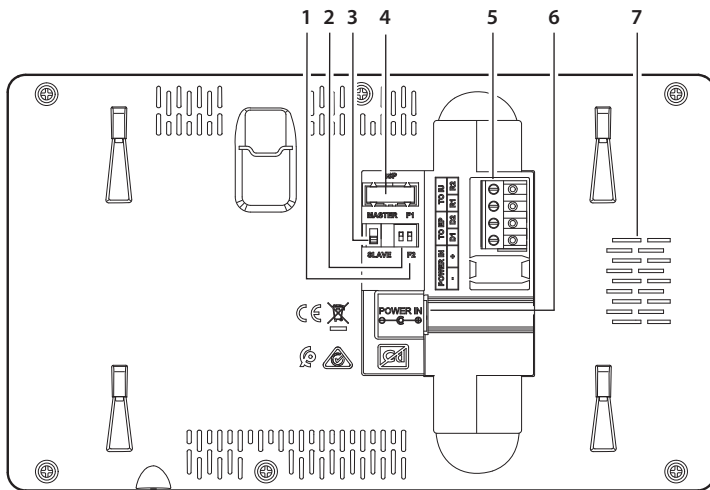 1 2 3 4 5 6 7
MASTER P1
SLAVE P2
POWER IN TO EP TO IU
- + D1 D2 R1 R2
POWER IN
CE